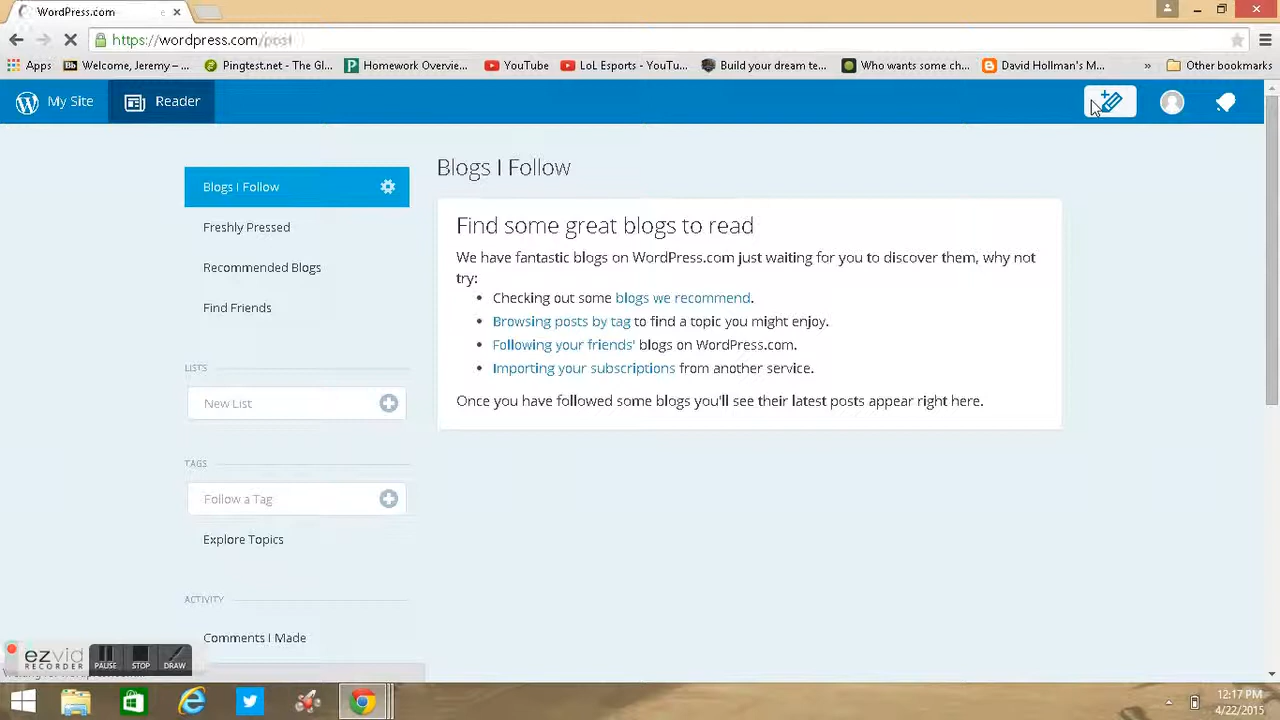 WordPress.com
https://wordpress.com/post
Apps
Bb Welcome, Jeremy –...
Pingtest.net - The Gl...
Homework Overvie...
YouTube
LoL Esports - YouTu...
Build your dream te...
Who wants some ch...
David Hollman's M...
»
Other bookmarks
My Site
Reader
Blogs I Follow
Freshly Pressed
Recommended Blogs
Find Friends
LISTS
New List
TAGS
Follow a Tag
Explore Topics
ACTIVITY
Comments I Made
Blogs I Follow
Find some great blogs to read
We have fantastic blogs on WordPress.com just waiting for you to discover them, why not
try:
• Checking out some blogs we recommend.
• Browsing posts by tag to find a topic you might enjoy.
• Following your friends' blogs on WordPress.com.
• Importing your subscriptions from another service.
Once you have followed some blogs you'll see their latest posts appear right here.
ezvid
RECORDER
PAUSE
STOP
DRAW
12:17 PM
4/22/2015